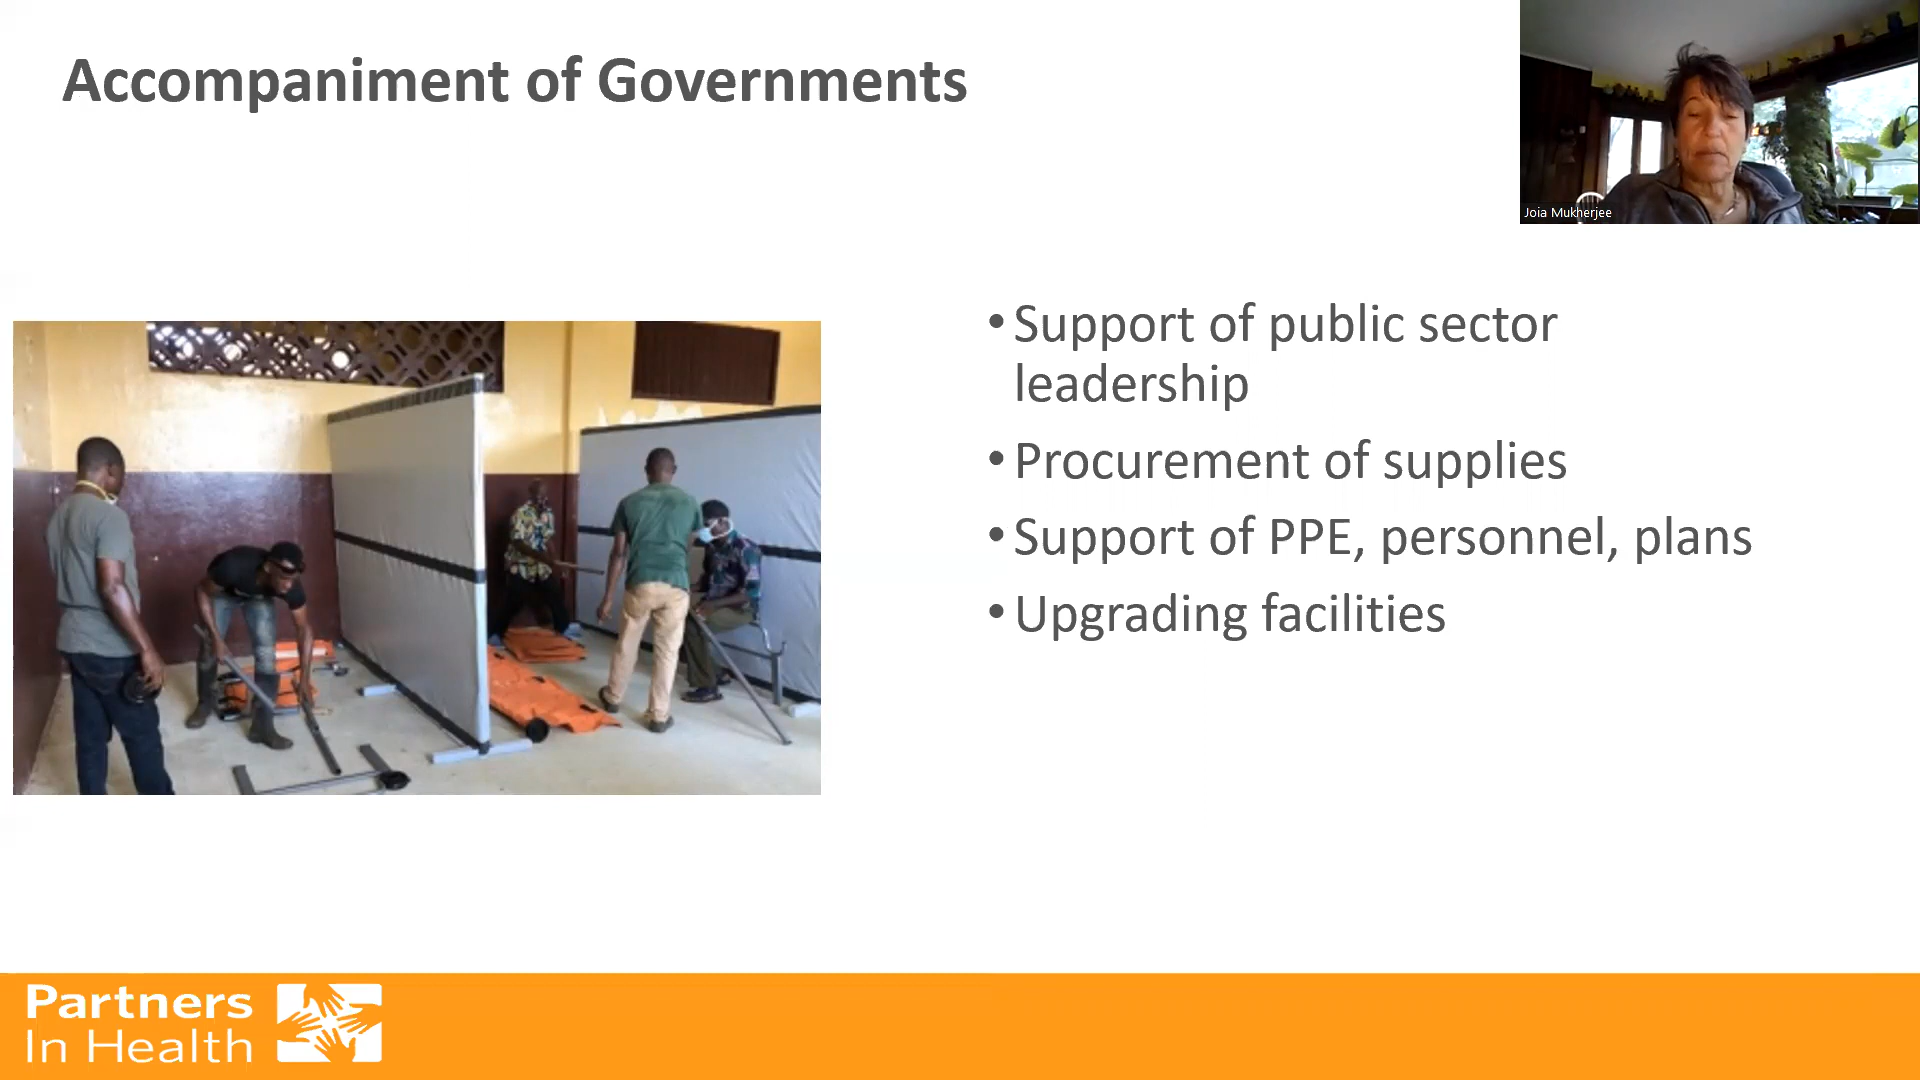 Accompaniment of Governments
Joia Mukherjee
• Support of public sector
leadership
• Procurement of supplies
• Support of PPE, personnel, plans
• Upgrading facilities
Partners
In Health